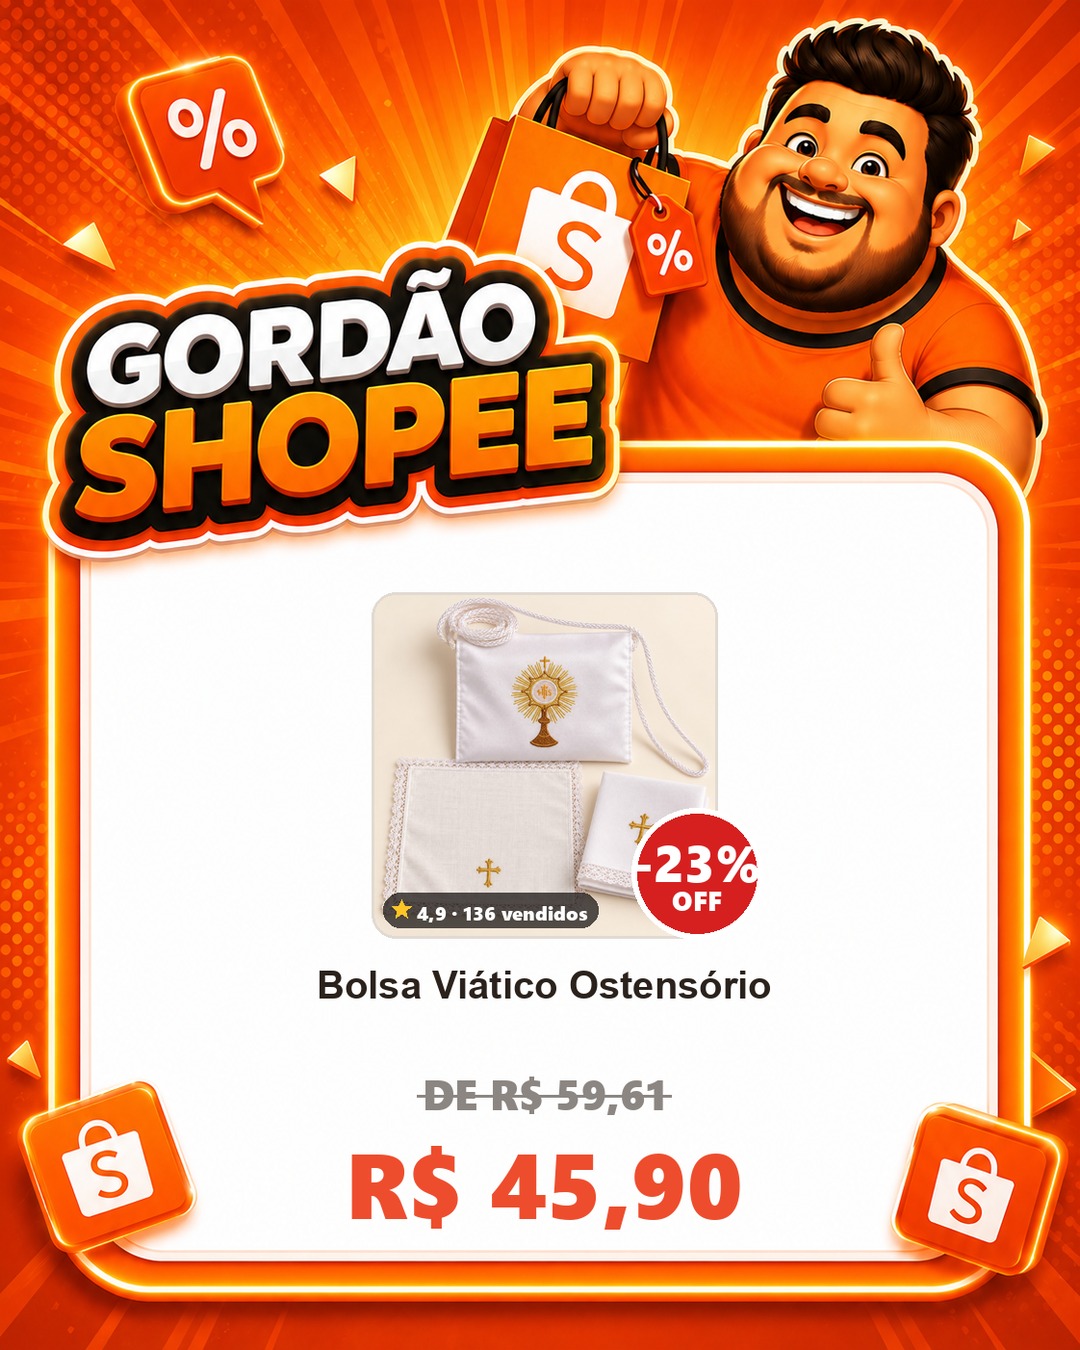 %
S
%
GORDÃO
SHOPEE
4,9 · 136 vendidos
-23%
OFF
Bolsa Viático Ostensório
DE R$ 59,61
R$ 45,90
S
S